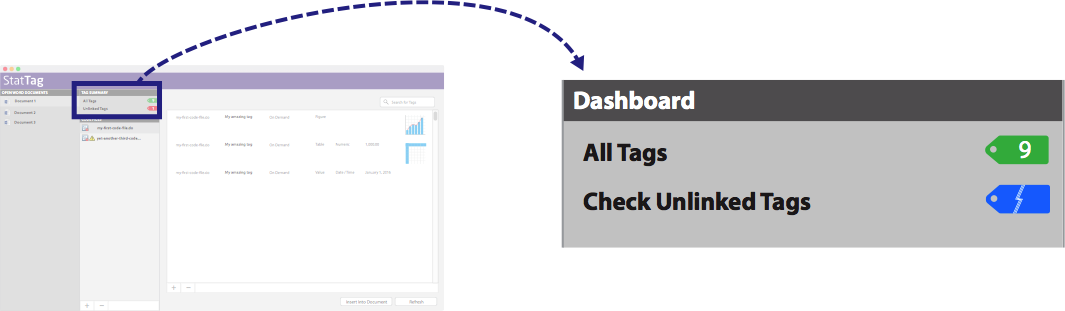 StatTag
OPEN WORD DOCUMENTS
TAG SUMMARY
Document 1
Document 2
Document 3
All Tags
Unlinked Tags
my-first-code-file.do
yet-another-third-code...
Search All Tags
my-first-code-file.do My amazing tag On Demand Figure
my-first-code-file.do My amazing tag On Demand Table Numeric 1,000000
my-first-code-file.do My amazing tag On Demand Value Date / Time January 1, 2010
Insert into Document
Refresh
Dashboard
All Tags 9
Check Unlinked Tags